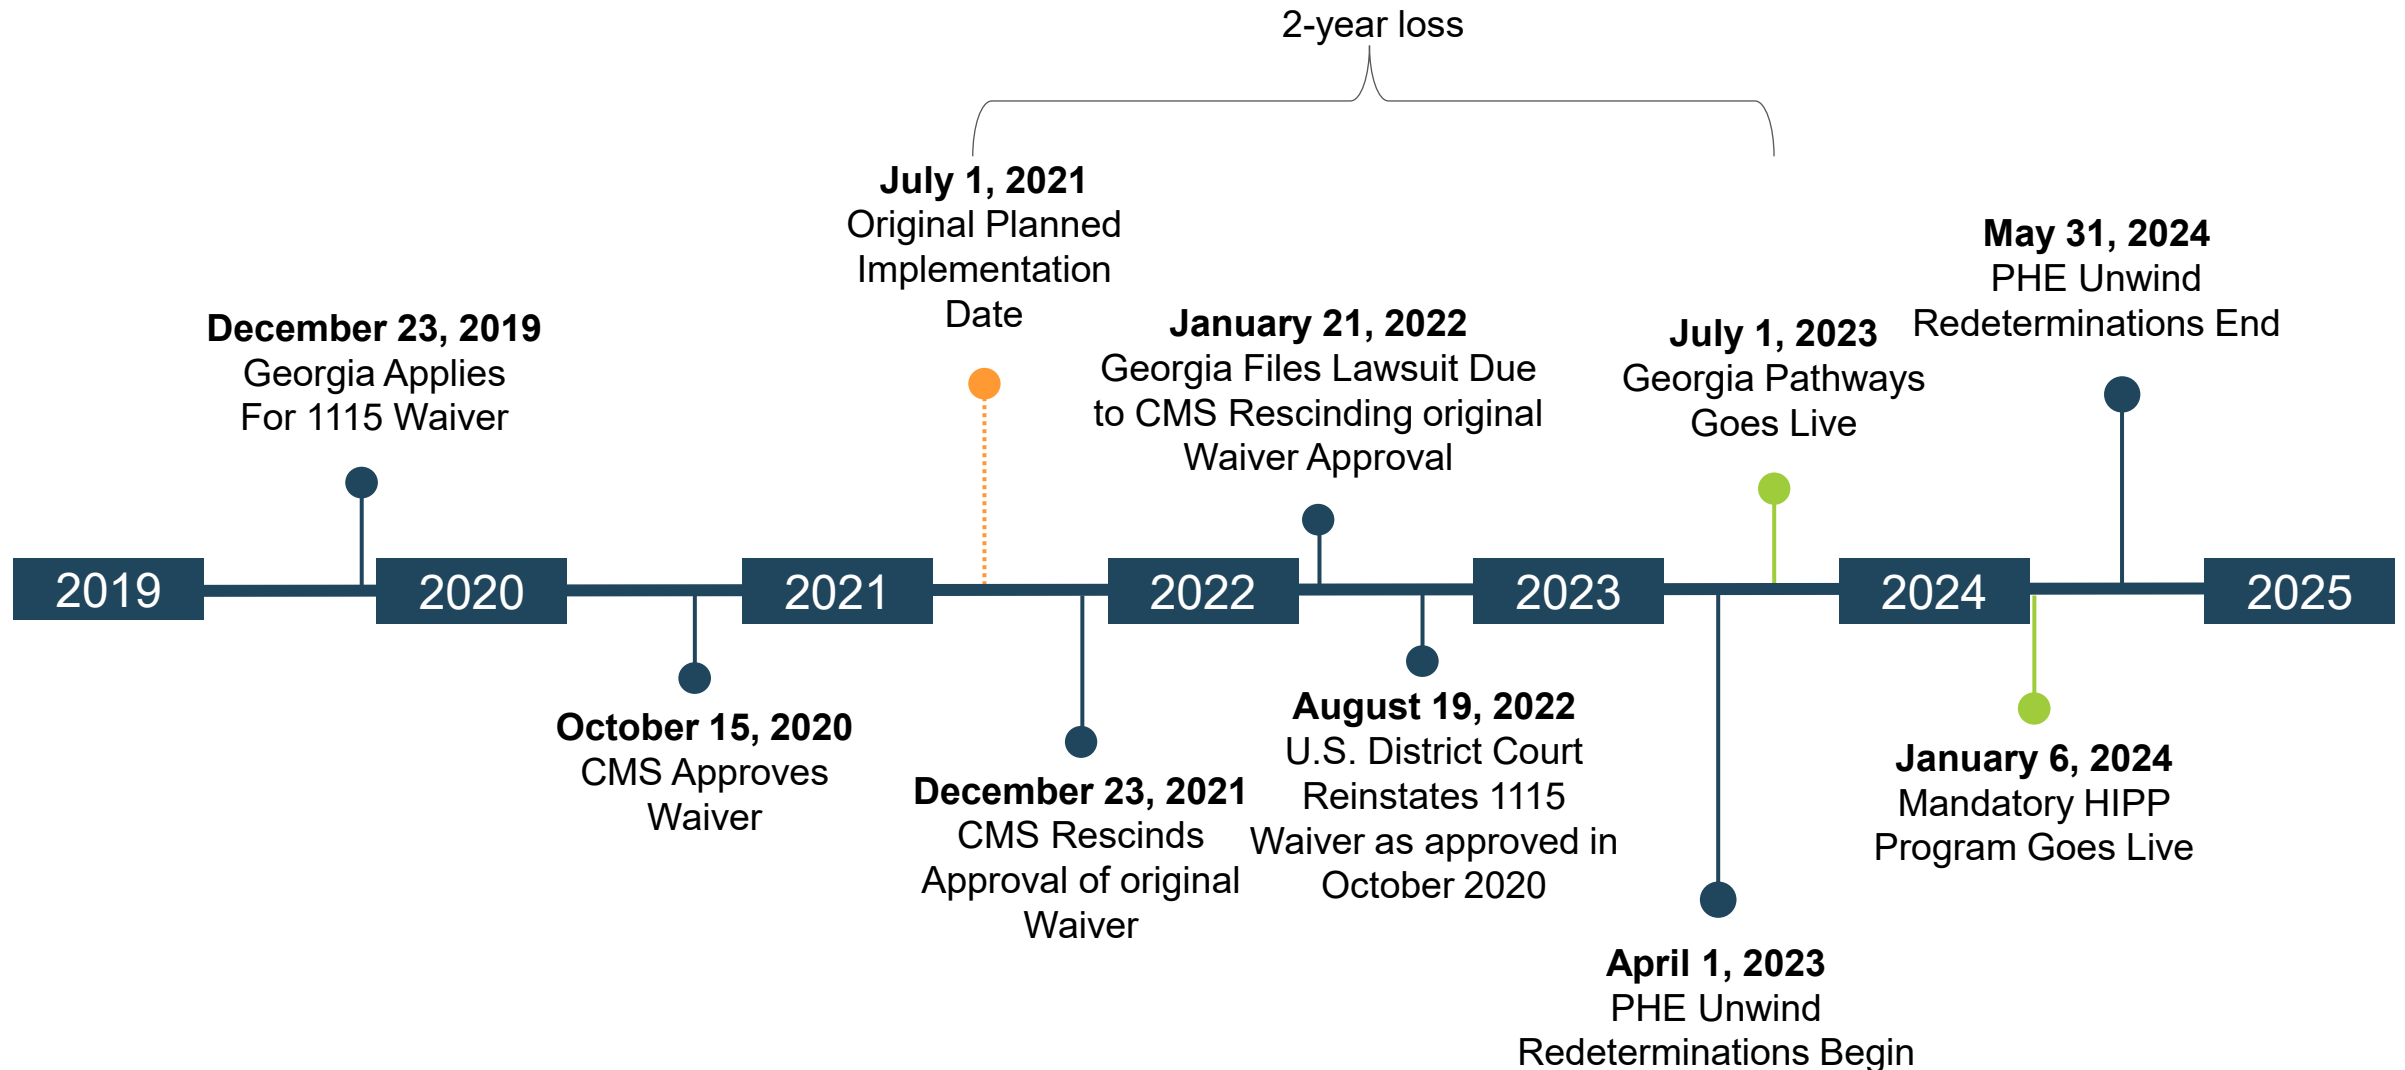 2-year loss
July 1, 2021
Original Planned
Implementation
Date
May 31, 2024
PHE Unwind
Redeterminations End
December 23, 2019
Georgia Applies
For 1115 Waiver
January 21, 2022
Georgia Files Lawsuit Due
to CMS Rescinding original
Waiver Approval
July 1, 2023
Georgia Pathways
Goes Live
2019
2020
2021
2022
2023
2024
2025
October 15, 2020
CMS Approves
Waiver
December 23, 2021
CMS Rescinds
Approval of original
Waiver
August 19, 2022
U.S. District Court
Reinstates 1115
Waiver as approved in
October 2020
April 1, 2023
PHE Unwind
Redeterminations Begin
January 6, 2024
Mandatory HIPP
Program Goes Live